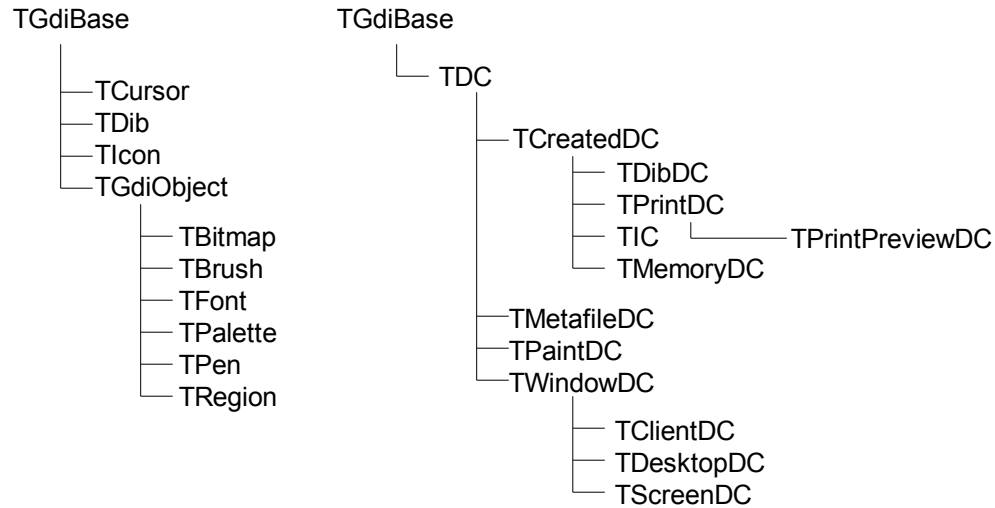 TGdiBase
TCursor
TDib
TIcon
TGdiObject
TBitmap
TBrush
TFont
TPalette
TPen
TRegion
TGdiBase
TDC
TCreatedDC
TDibDC
TPrintDC
TPrintPreviewDC
TIC
TMemoryDC
TMetafileDC
TPaintDC
TWindowDC
TClientDC
TDesktopDC
TScreenDC